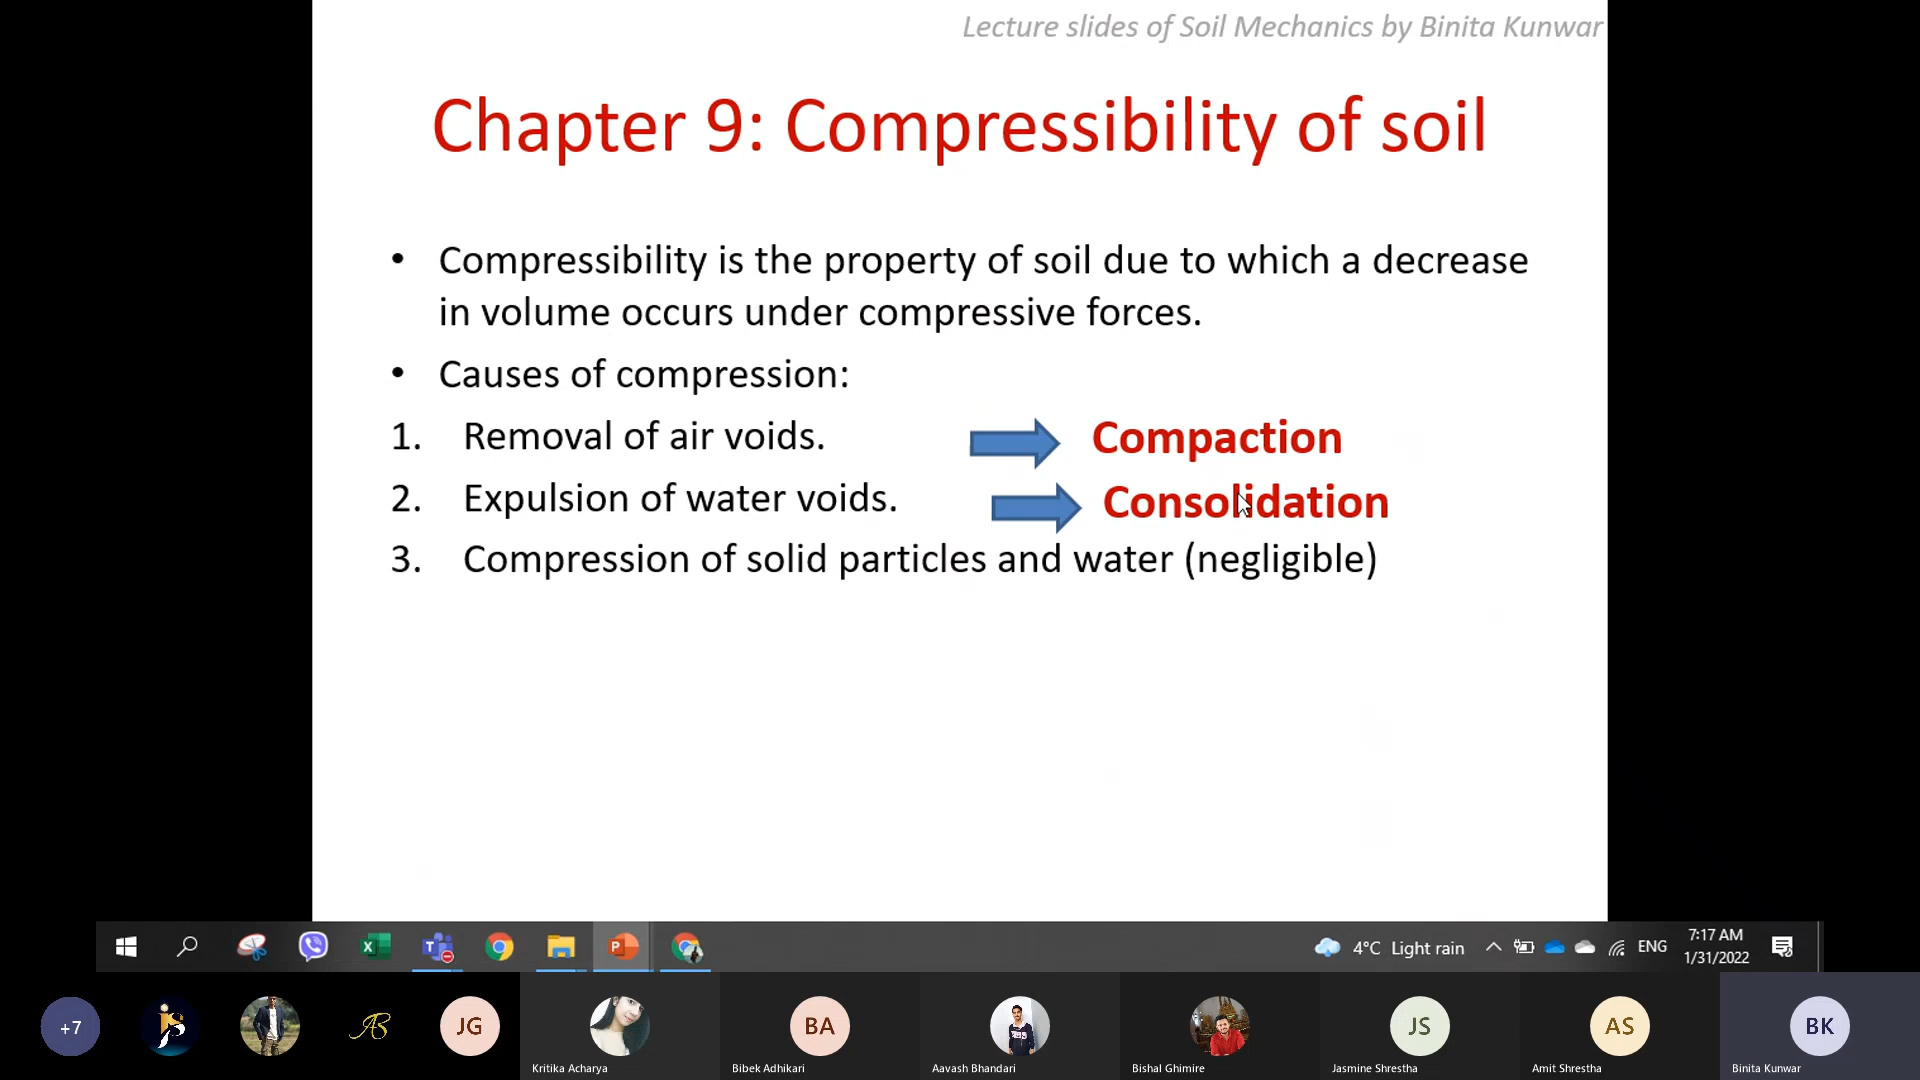 Lecture slides of Soil Mechanics by Binita Kunwar
Chapter 9: Compressibility of soil
• Compressibility is the property of soil due to which a decrease
in volume occurs under compressive forces.
• Causes of compression:
1. Removal of air voids. Compaction
2. Expulsion of water voids. Consolidation
3. Compression of solid particles and water (negligible)
4°C Light rain
ENG
7:17 AM
1/31/2022
+7
js
AS
JG
BA
JS
AS
BK
Kritika Acharya
Bibek Adhikari
Aavash Bhandari
Bishal Ghimire
Jasmine Shrestha
Amit Shrestha
Binita Kunwar